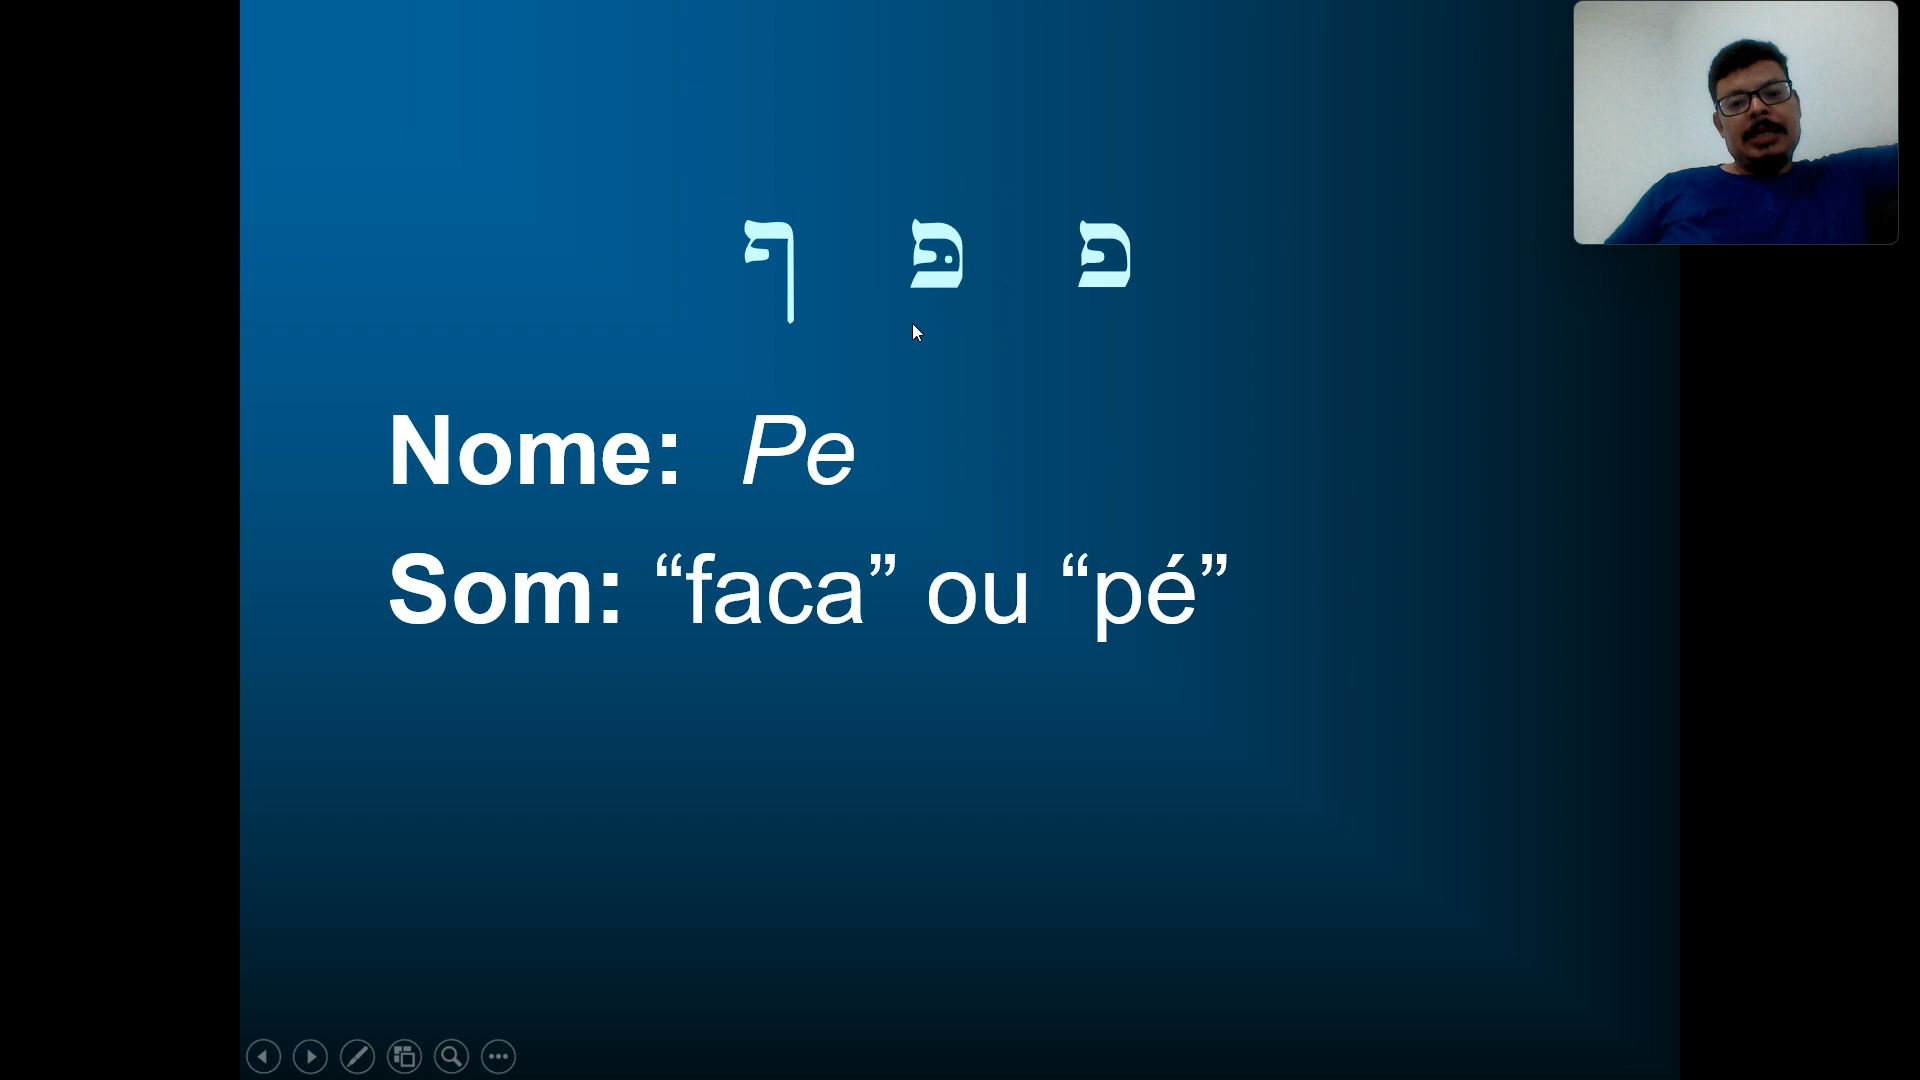 פ פּ ף
Nome: Pe
Som: “faca” ou “pé”